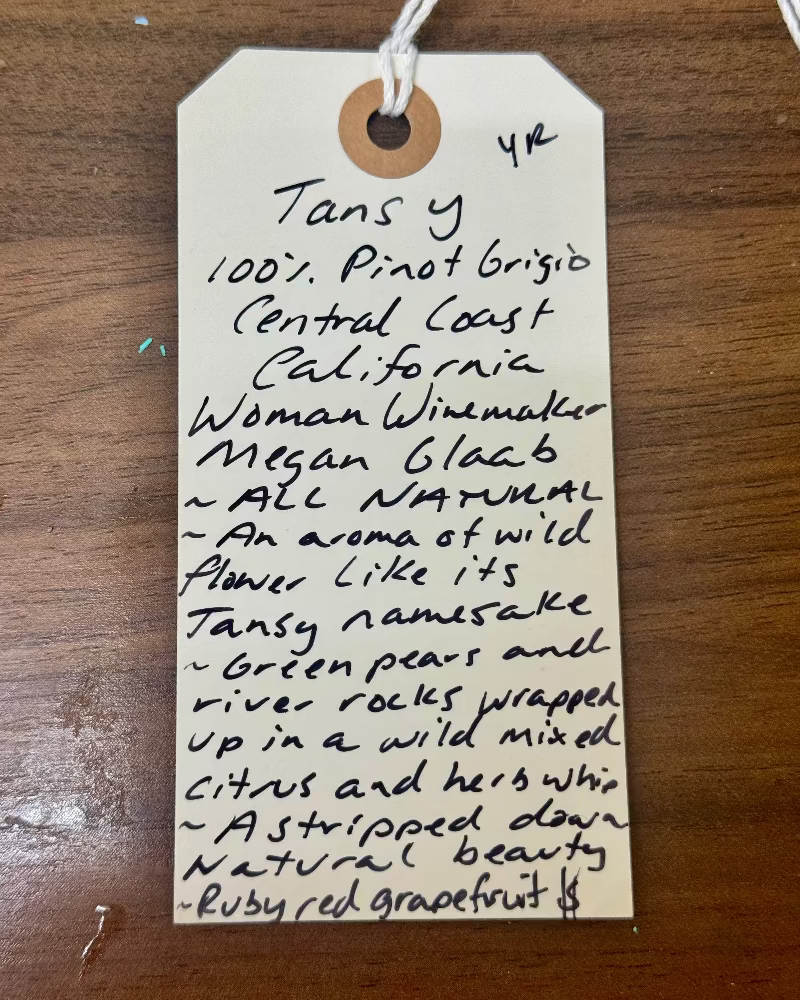 YR
Tansy
100% Pinot Grigio
Central Coast
California
Woman Winemaker
Megan Glaab
~ ALL NATURAL
~ An aroma of wild
flower like its
Tansy namesake
~ Green pears and
river rocks wrapped
up in a wild mixed
citrus and herb whip
~ A stripped down
Natural beauty
~Ruby red grapefruit